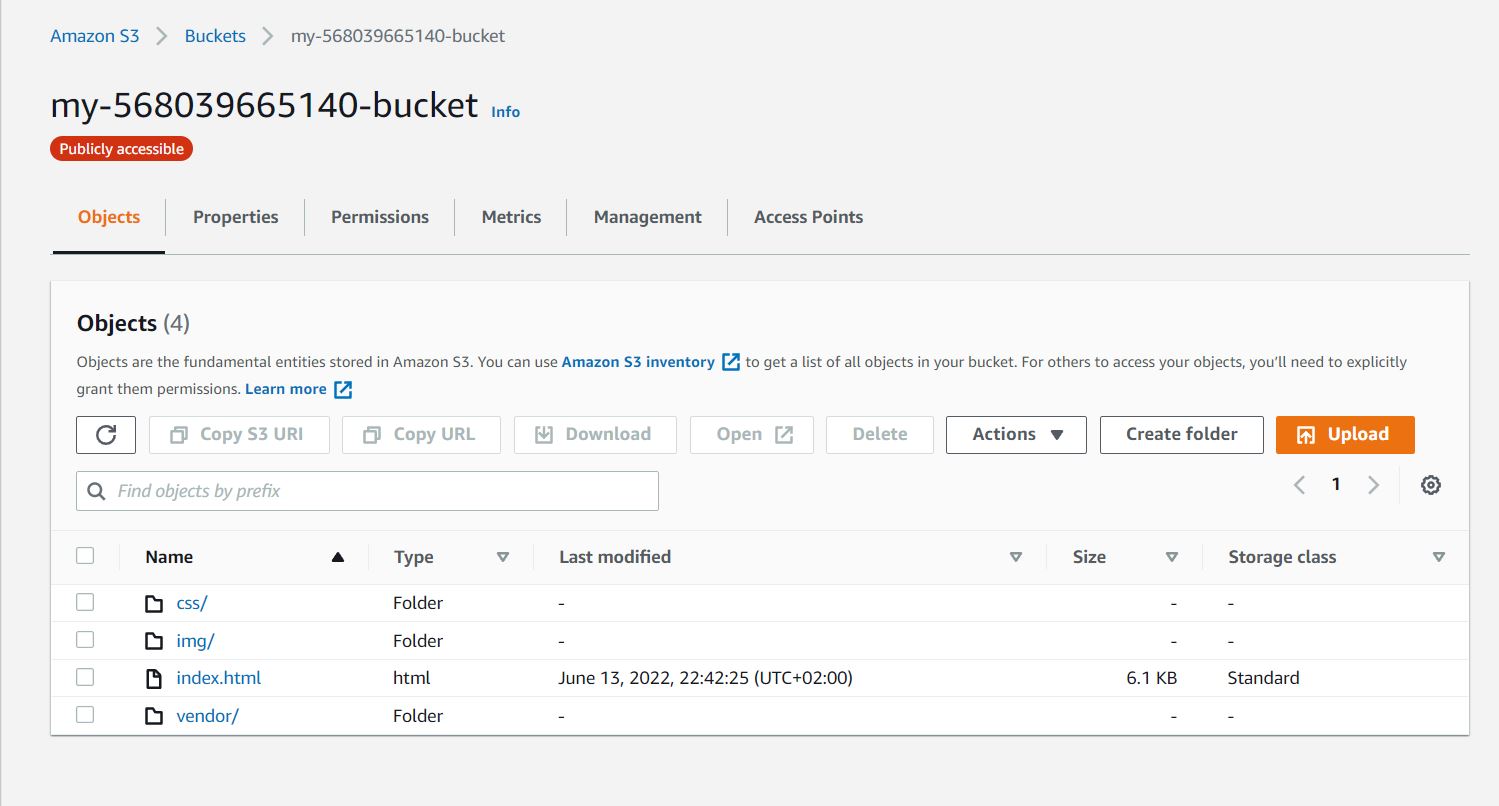 Amazon S3 > Buckets > my-568039665140-bucket
my-568039665140-bucket Info
Publicly accessible
Objects Properties Permissions Metrics Management Access Points
Objects (4)
Objects are the fundamental entities stored in Amazon S3. You can use Amazon S3 inventory to get a list of all objects in your bucket. For others to access your objects, you'll need to explicitly
grant them permissions. Learn more
Copy S3 URI Copy URL Download Open Delete Actions Create folder Upload
Find objects by prefix 1
Name Type Last modified Size Storage class
css/ Folder - - -
img/ Folder - - -
index.html html June 13, 2022, 22:42:25 (UTC+02:00) 6.1 KB Standard
vendor/ Folder - - -